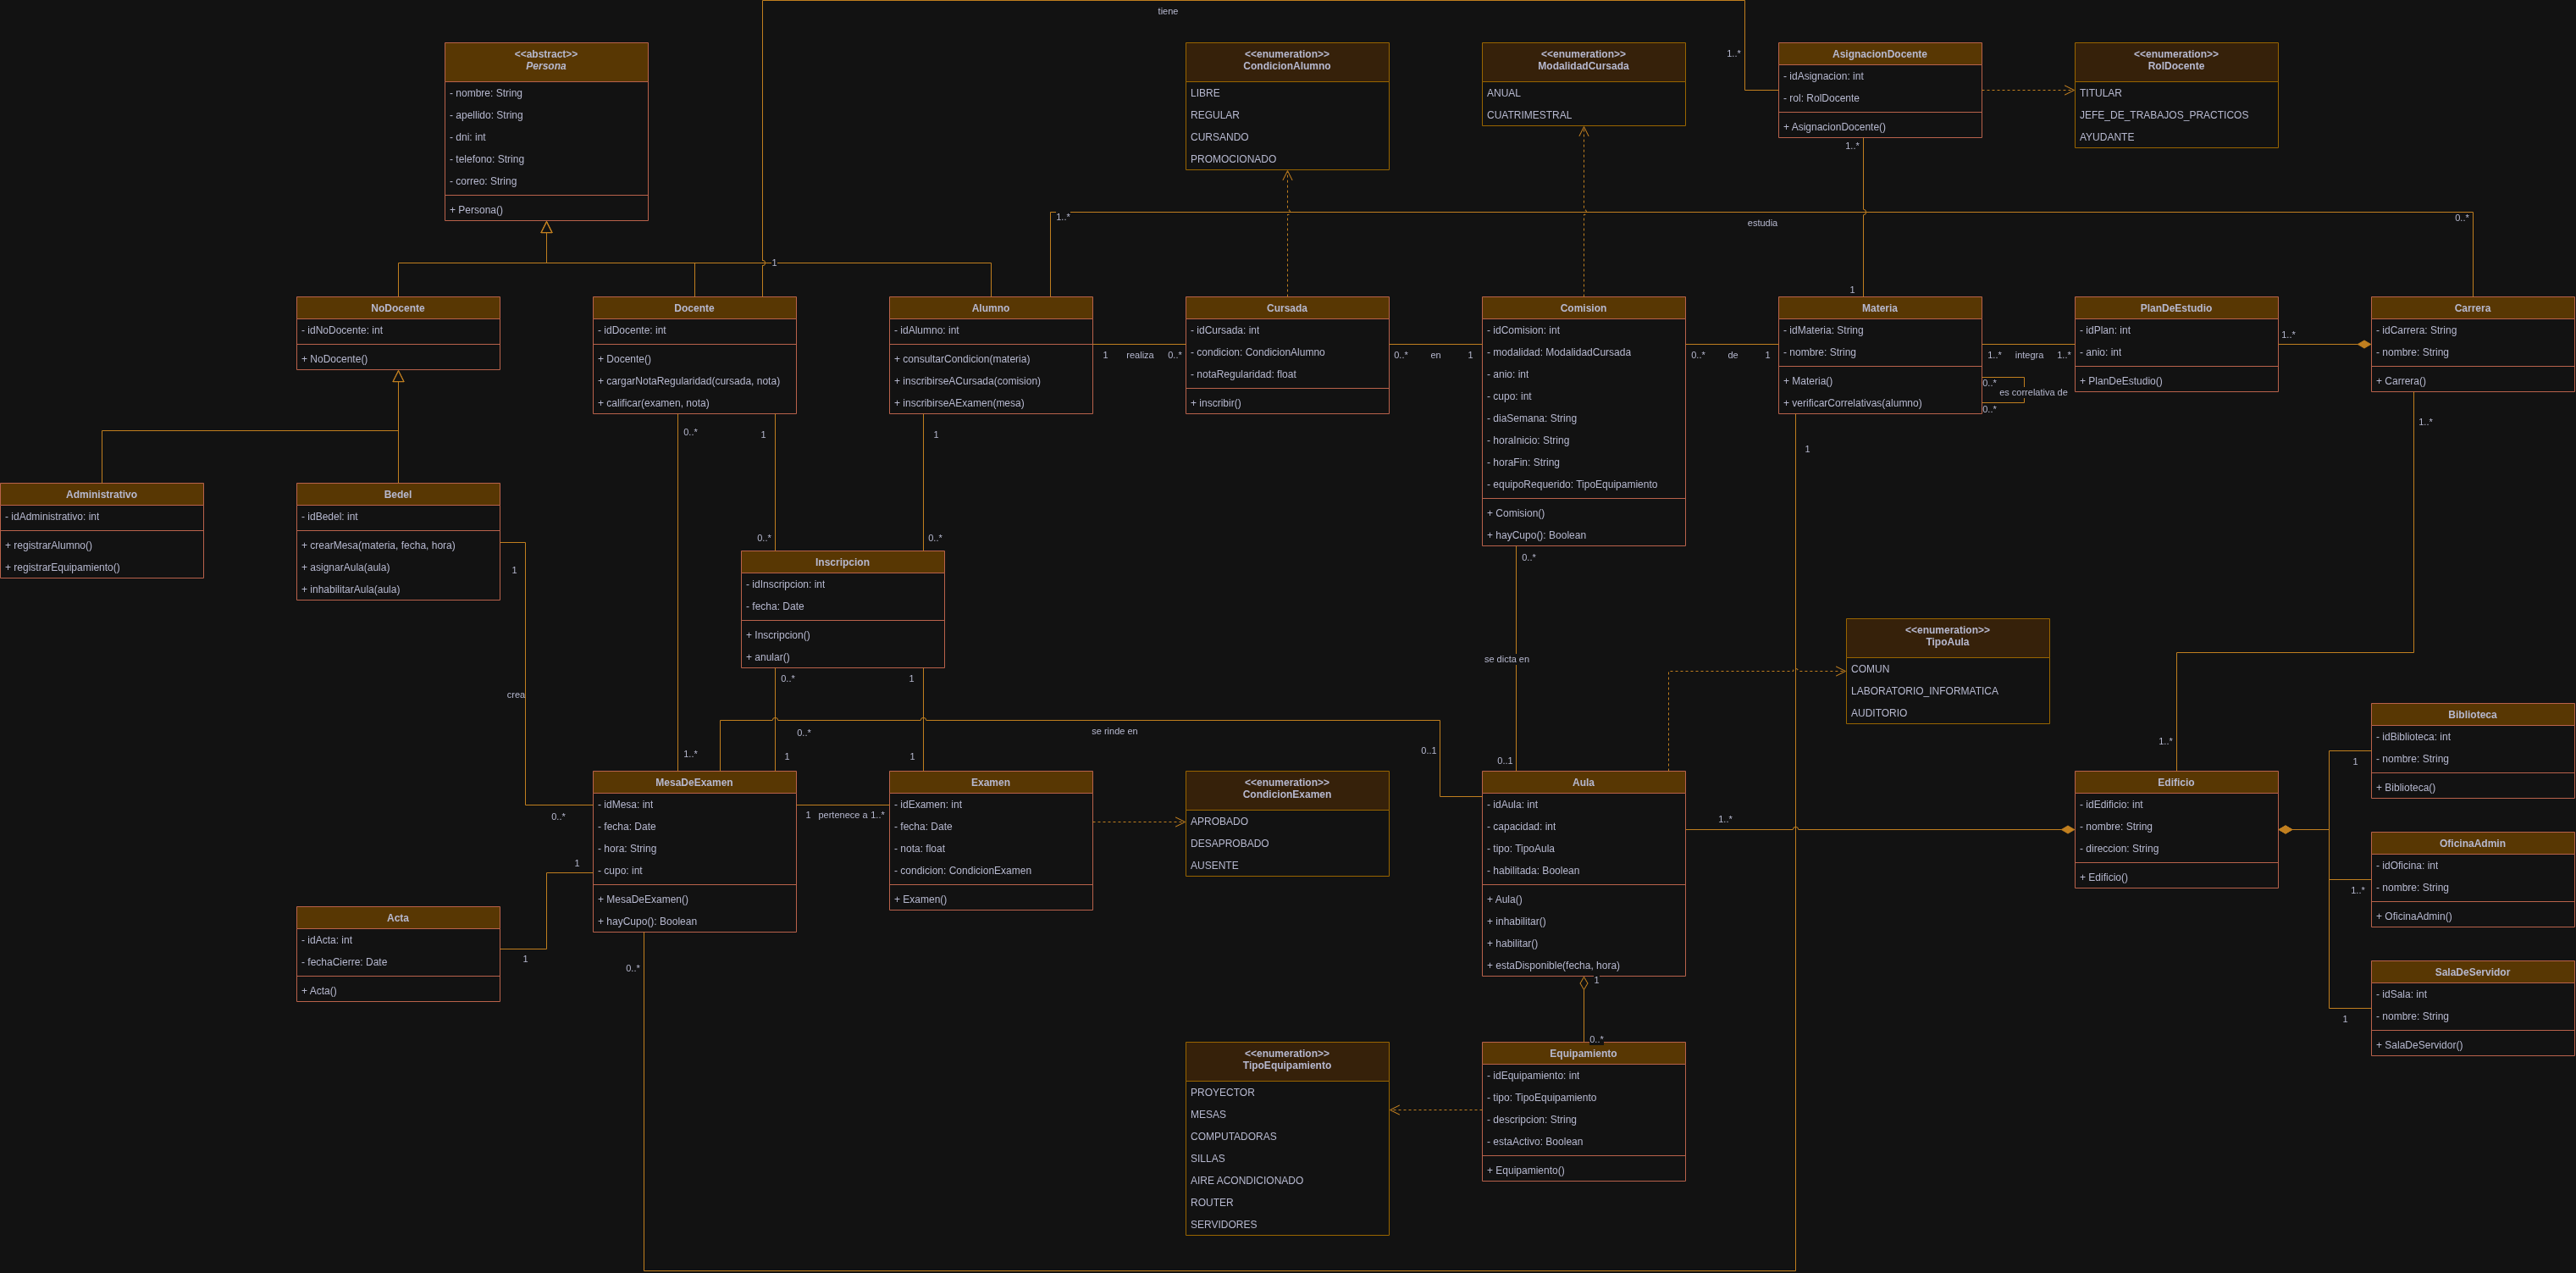 tiene
1..*
<<abstract>>
Persona
- nombre: String
- apellido: String
- dni: int
- telefono: String
- correo: String
+ Persona()
<<enumeration>>
CondicionAlumno
LIBRE
REGULAR
CURSANDO
PROMOCIONADO
<<enumeration>>
ModalidadCursada
ANUAL
CUATRIMESTRAL
AsignacionDocente
- idAsignacion: int
- rol: RolDocente
+ AsignacionDocente()
1..*
<<enumeration>>
RolDocente
TITULAR
JEFE_DE_TRABAJOS_PRACTICOS
AYUDANTE
1..*
estudia
0..*
1
1
NoDocente
- idNoDocente: int
+ NoDocente()
Docente
- idDocente: int
+ Docente()
+ cargarNotaRegularidad(cursada, nota)
+ calificar(examen, nota)
Alumno
- idAlumno: int
+ consultarCondicion(materia)
+ inscribirseACursada(comision)
+ inscribirseAExamen(mesa)
1 realiza 0..*
Cursada
- idCursada: int
- condicion: CondicionAlumno
- notaRegularidad: float
+ inscribir()
0..* en 1
Comision
- idComision: int
- modalidad: ModalidadCursada
- anio: int
- cupo: int
- diaSemana: String
- horaInicio: String
- horaFin: String
- equipoRequerido: TipoEquipamiento
+ Comision()
+ hayCupo(): Boolean
0..* de 1
Materia
- idMateria: String
- nombre: String
+ Materia()
+ verificarCorrelativas(alumno)
1..* integra 1..*
0..*
es correlativa de
0..*
PlanDeEstudio
- idPlan: int
- anio: int
+ PlanDeEstudio()
1..*
Carrera
- idCarrera: String
- nombre: String
+ Carrera()
1..*
0..*
1
1
1
Administrativo
- idAdministrativo: int
+ registrarAlumno()
+ registrarEquipamiento()
Bedel
- idBedel: int
+ crearMesa(materia, fecha, hora)
+ asignarAula(aula)
+ inhabilitarAula(aula)
1
crea
0..*
0..*
0..*
Inscripcion
- idInscripcion: int
- fecha: Date
+ Inscripcion()
+ anular()
0..*
1
0..*
se dicta en
0..1
<<enumeration>>
TipoAula
COMUN
LABORATORIO_INFORMATICA
AUDITORIO
0..*
se rinde en
0..1
1..*
1
1
1..*
MesaDeExamen
- idMesa: int
- fecha: Date
- hora: String
- cupo: int
+ MesaDeExamen()
+ hayCupo(): Boolean
1 pertenece a 1..*
Examen
- idExamen: int
- fecha: Date
- nota: float
- condicion: CondicionExamen
+ Examen()
<<enumeration>>
CondicionExamen
APROBADO
DESAPROBADO
AUSENTE
Aula
- idAula: int
- capacidad: int
- tipo: TipoAula
- habilitada: Boolean
+ Aula()
+ inhabilitar()
+ habilitar()
+ estaDisponible(fecha, hora)
1..*
Edificio
- idEdificio: int
- nombre: String
- direccion: String
+ Edificio()
Biblioteca
- idBiblioteca: int
- nombre: String
+ Biblioteca()
1
OficinaAdmin
- idOficina: int
- nombre: String
+ OficinaAdmin()
1..*
SalaDeServidor
- idSala: int
- nombre: String
+ SalaDeServidor()
1
1
Acta
- idActa: int
- fechaCierre: Date
+ Acta()
1
0..*
1
0..*
<<enumeration>>
TipoEquipamiento
PROYECTOR
MESAS
COMPUTADORAS
SILLAS
AIRE ACONDICIONADO
ROUTER
SERVIDORES
Equipamiento
- idEquipamiento: int
- tipo: TipoEquipamiento
- descripcion: String
- estaActivo: Boolean
+ Equipamiento()